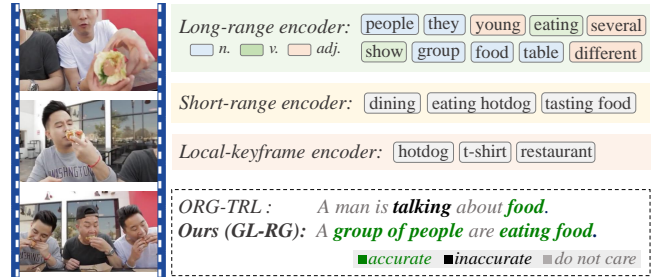 Long-range encoder: people they young eating several
n. v. adj. show group food table different
Short-range encoder: dining eating hotdog tasting food
Local-keyframe encoder: hotdog t-shirt restaurant
WASHINGTON
ORG-TRL : A man is talking about food.
Ours (GL-RG): A group of people are eating food.
accurate inaccurate do not care